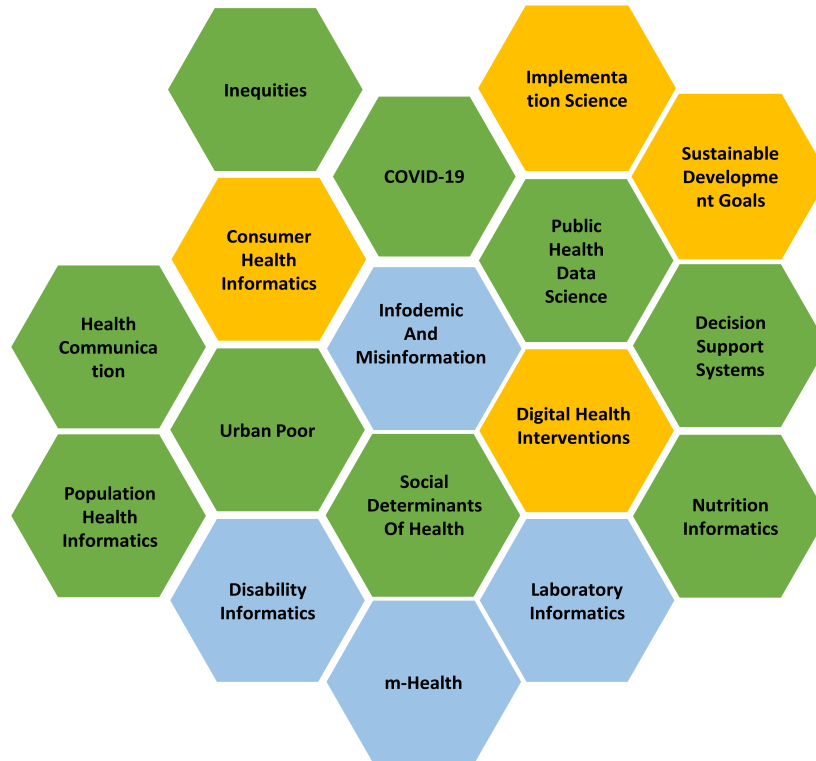 Inequities
Implementa
tion Science
COVID-19
Sustainable
Developme
nt Goals
Consumer
Health
Informatics
Public
Health
Data
Science
Health
Communica
tion
Infodemic
And
Misinformation
Decision
Support
Systems
Urban Poor
Digital Health
Interventions
Population
Health
Informatics
Social
Determinants
Of Health
Nutrition
Informatics
Disability
Informatics
Laboratory
Informatics
m-Health